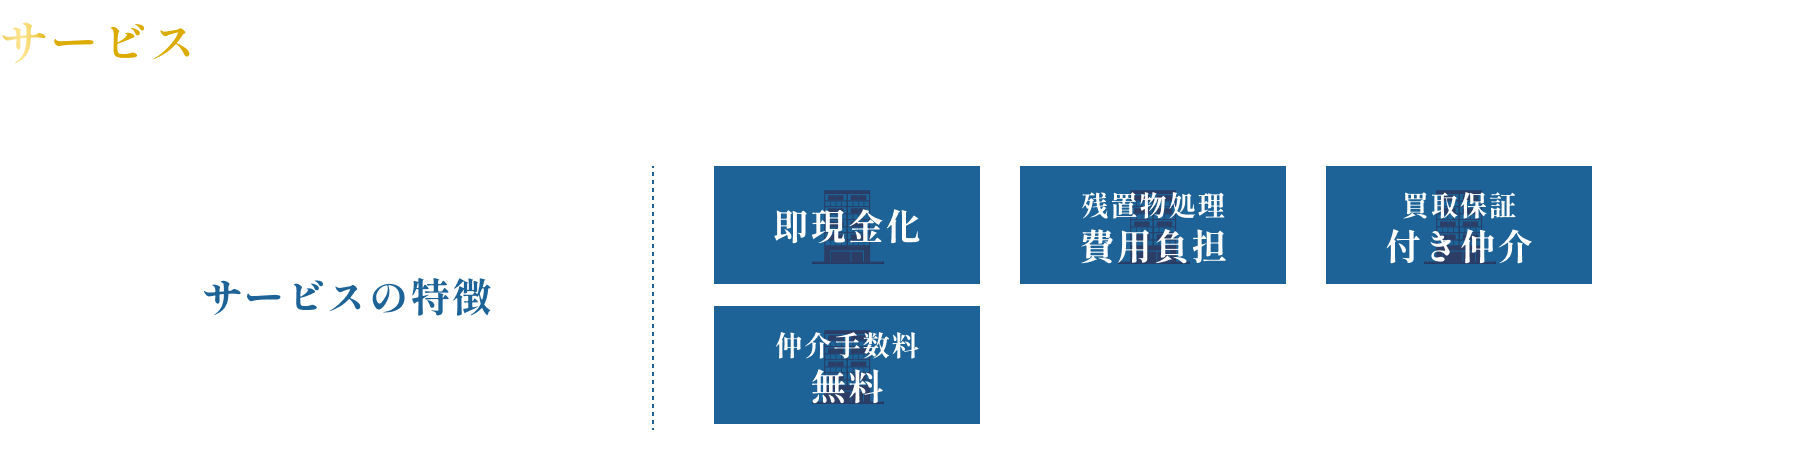 サービス
サービスの特徴
即現金化
残置物処理
費用負担
買取保証
付き仲介
仲介手数料
無料